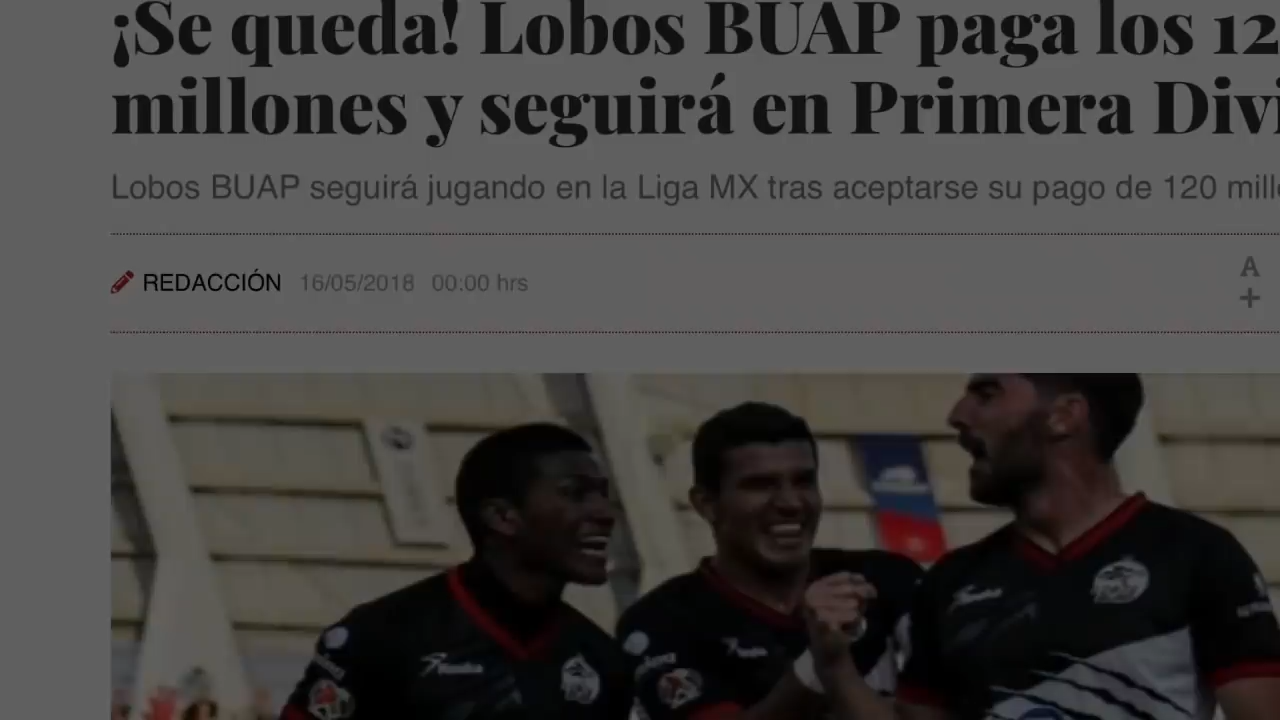 ¡Se queda! Lobos BUAP paga los 12
millones y seguirá en Primera Divi
Lobos BUAP seguirá jugando en la Liga MX tras aceptarse su pago de 120 mill
REDACCIÓN 16/05/2018 00:00 hrs
A
+